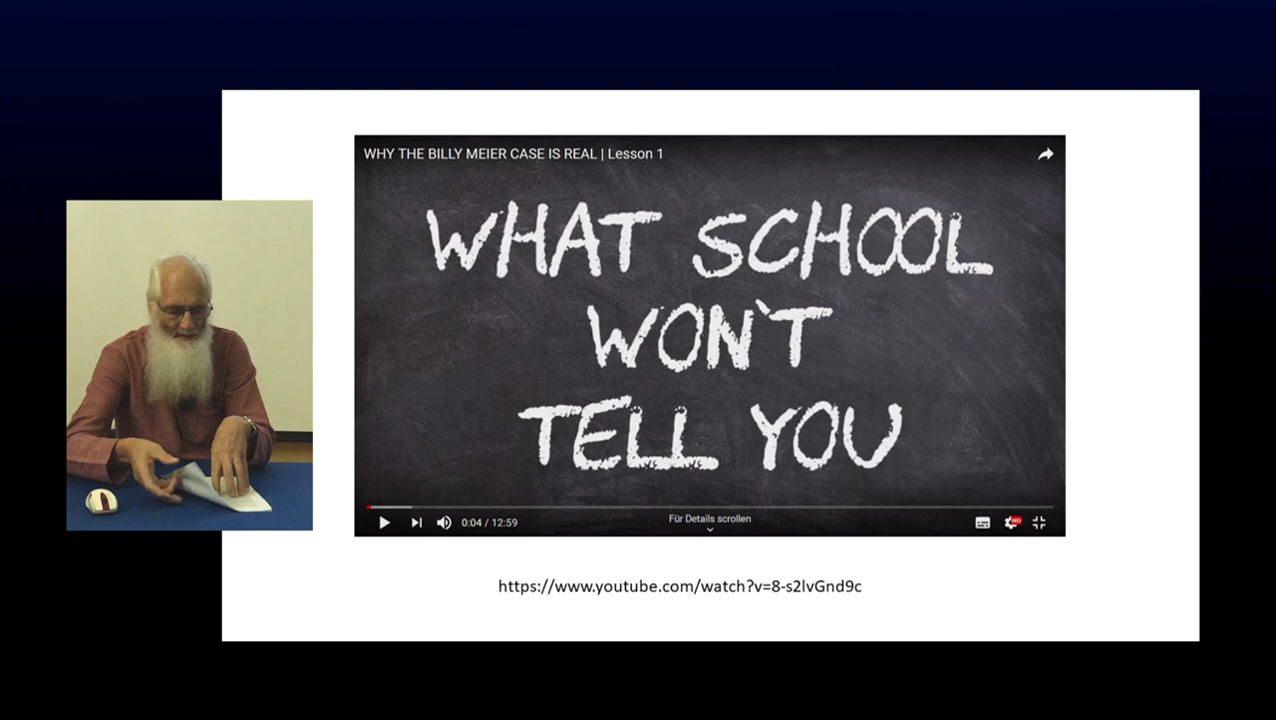 WHY THE BILLY MEIER CASE IS REAL | Lesson 1
WHAT SCHOOL
WON`T
TELL YOU
0:04 / 12:59
Für Details scrollen
HD
https://www.youtube.com/watch?v=8-s2lvGnd9c